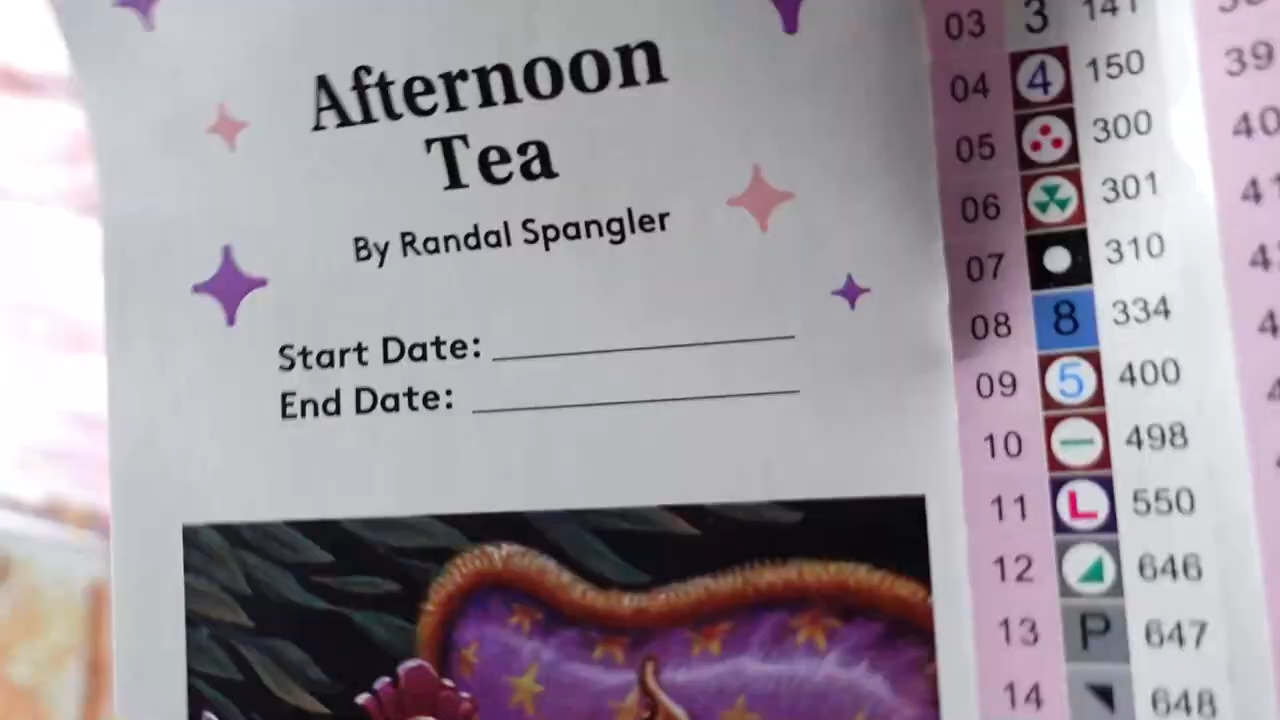 Afternoon
Tea
By Randal Spangler
Start Date:
End Date:
03 3 141
04 4 150
05 300
06 301
07 310
08 8 334
09 5 400
10 498
11 L 550
12 646
13 P 647
14 648
39
40